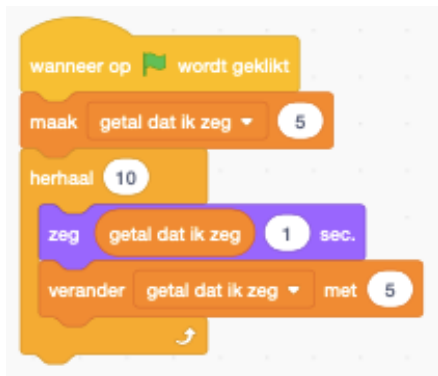 wanneer op wordt geklikt
maak getal dat ik zeg 5
herhaal 10
zeg getal dat ik zeg 1 sec.
verander getal dat ik zeg met 5